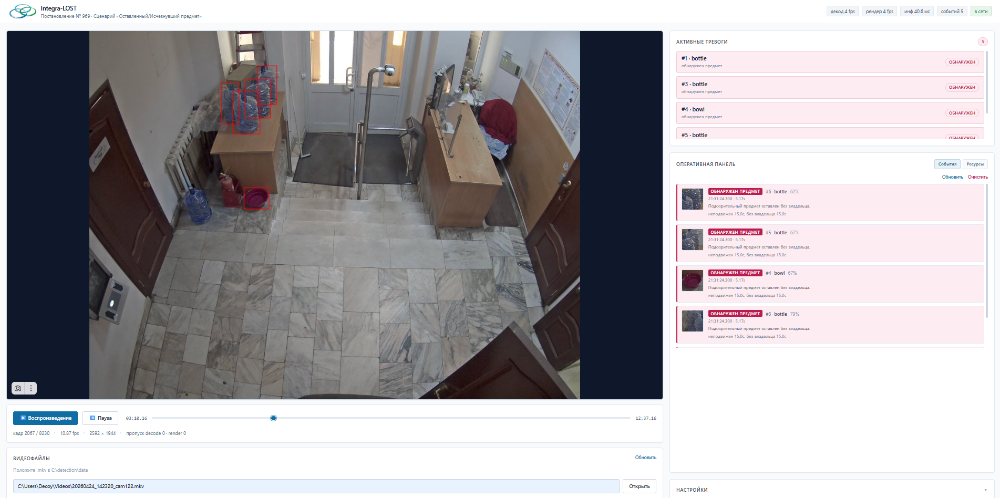 Integra-LOST
Постановление № 969 · Сценарий «Оставленный/Исчезнувший предмет»
декод 4 fps
рендер 4 fps
инф 40.6 мс
событий 5
в сети
АКТИВНЫЕ ТРЕВОГИ
5
#1 · bottle
обнаружен предмет
ОБНАРУЖЕН
#3 · bottle
обнаружен предмет
ОБНАРУЖЕН
#4 · bowl
обнаружен предмет
ОБНАРУЖЕН
#5 · bottle
ОБНАРУЖЕН
ОПЕРАТИВНАЯ ПАНЕЛЬ
События
Ресурсы
Обновить
Очистить
ОБНАРУЖЕН ПРЕДМЕТ #6 bottle 62%
21:31:24.300 · 5.17s
Подозрительный предмет оставлен без владельца.
неподвижен 15.0с, без владельца 15.0с
ОБНАРУЖЕН ПРЕДМЕТ #5 bottle 67%
21:31:24.300 · 5.17s
Подозрительный предмет оставлен без владельца.
неподвижен 15.0с, без владельца 15.0с
ОБНАРУЖЕН ПРЕДМЕТ #4 bowl 67%
21:31:24.300 · 5.17s
Подозрительный предмет оставлен без владельца.
неподвижен 15.0с, без владельца 15.0с
ОБНАРУЖЕН ПРЕДМЕТ #3 bottle 79%
21:31:24.300 · 5.17s
Подозрительный предмет оставлен без владельца.
неподвижен 15.0с, без владельца 15.0с
Воспроизведение
Пауза
03:10.16
12:37.16
кадр 2067 / 8230 · 10.87 fps · 2592 × 1944 · пропуск decode 0 · render 0
ВИДЕОФАЙЛЫ
Обновить
Положите .mkv в C:\detection\data
C:\Users\Decoy\Videos\20260424_142320_cam122.mkv
Открыть
НАСТРОЙКИ